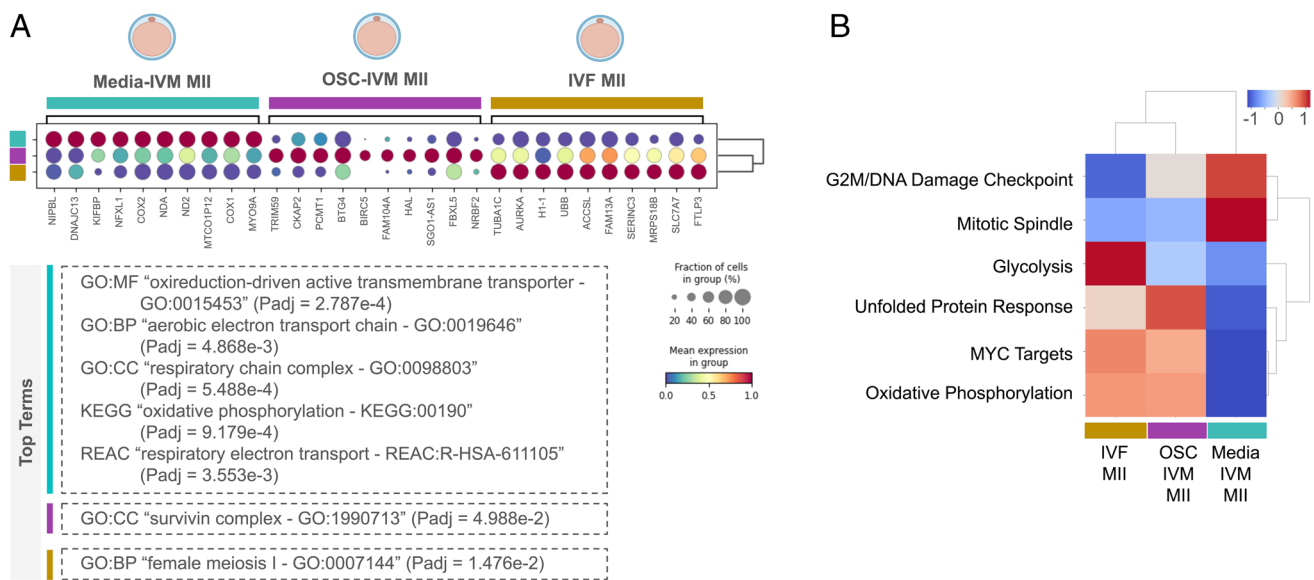 A
Media-IVM MII
OSC-IVM MII
IVF MII
NIPBL
DNAJC13
KIFBP
NFXL1
COX2
NDA
ND2
MTCO1P12
COX1
MYO9A
TRIM59
CKAP2
PCMT1
BTG4
BIRC5
FAM104A
HAL
SGO1-AS1
FBXL5
NRBF2
TUBA1C
AURKA
H1-1
UBB
ACCSL
FAM13A
SERINC3
MRPS18B
SLC7A7
FTLP3
Top Terms
GO:MF “oxireduction-driven active transmembrane transporter -
GO:0015453” (Padj = 2.787e-4)
GO:BP “aerobic electron transport chain - GO:0019646”
(Padj = 4.868e-3)
GO:CC “respiratory chain complex - GO:0098803”
(Padj = 5.488e-4)
KEGG “oxidative phosphorylation - KEGG:00190”
(Padj = 9.179e-4)
REAC “respiratory electron transport - REAC:R-HSA-611105”
(Padj = 3.553e-3)
GO:CC “survivin complex - GO:1990713” (Padj = 4.988e-2)
GO:BP “female meiosis I - GO:0007144” (Padj = 1.476e-2)
Fraction of cells
in group (%)
20 40 60 80 100
Mean expression
in group
0.0 0.5 1.0
B
-1 0 1
G2M/DNA Damage Checkpoint
Mitotic Spindle
Glycolysis
Unfolded Protein Response
MYC Targets
Oxidative Phosphorylation
IVF
MII
OSC
IVM
MII
Media
IVM
MII